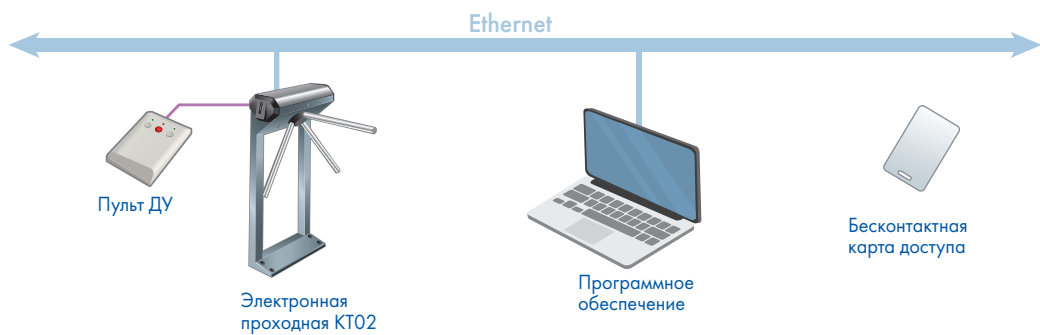 Ethernet
Пульт ДУ
Электронная
проходная КТ02
Программное
обеспечение
Бесконтактная
карта доступа